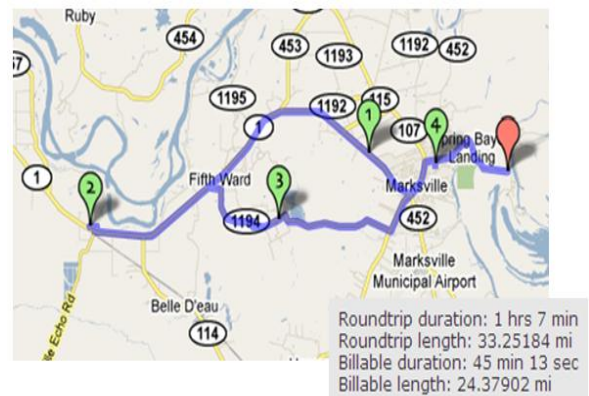 Ruby
454
453
1193
1192
452
57
1195
1192
115
1
1
107
4
pring Bay
Landing
1
2
Fifth Ward
3
Marksville
1194
452
Marksville
Municipal Airport
Belle D'eau
114
le Echo Rd
Roundtrip duration: 1 hrs 7 min
Roundtrip length: 33.25184 mi
Billable duration: 45 min 13 sec
Billable length: 24.37902 mi